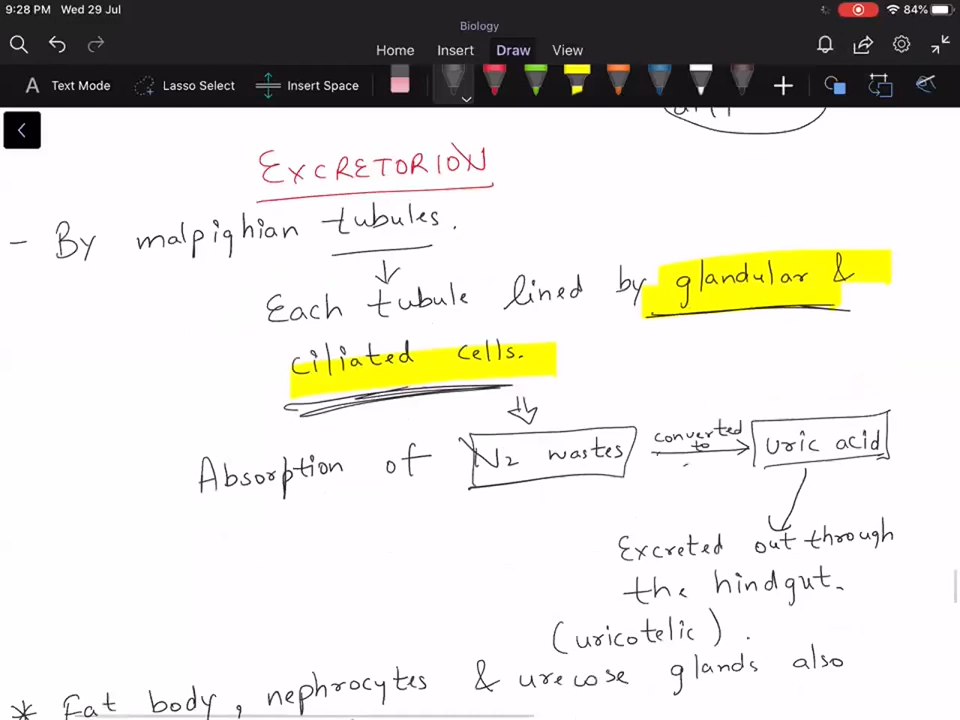 9:28 PM Wed 29 Jul
84%
Biology
Home Insert Draw View
Text Mode Lasso Select Insert Space
EXCRETORION
- By malpighian tubules.
Each tubule lined by glandular &
ciliated cells.
Absorption of N2 wastes converted to uric acid
Excreted out through
the hindgut.
(uricotelic).
* Fat body, nephrocytes & urecose glands also